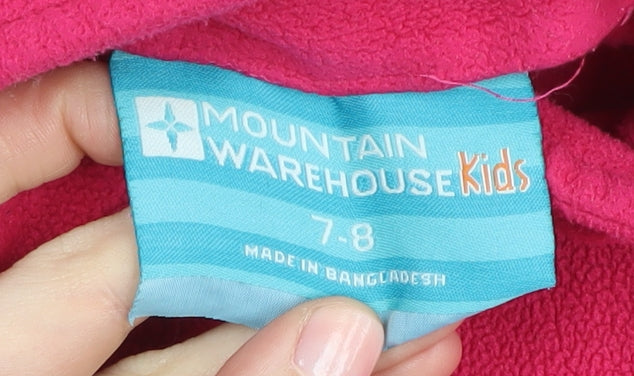 MOUNTAIN
WAREHOUSE Kids
7-8
MADE IN BANGLADESH